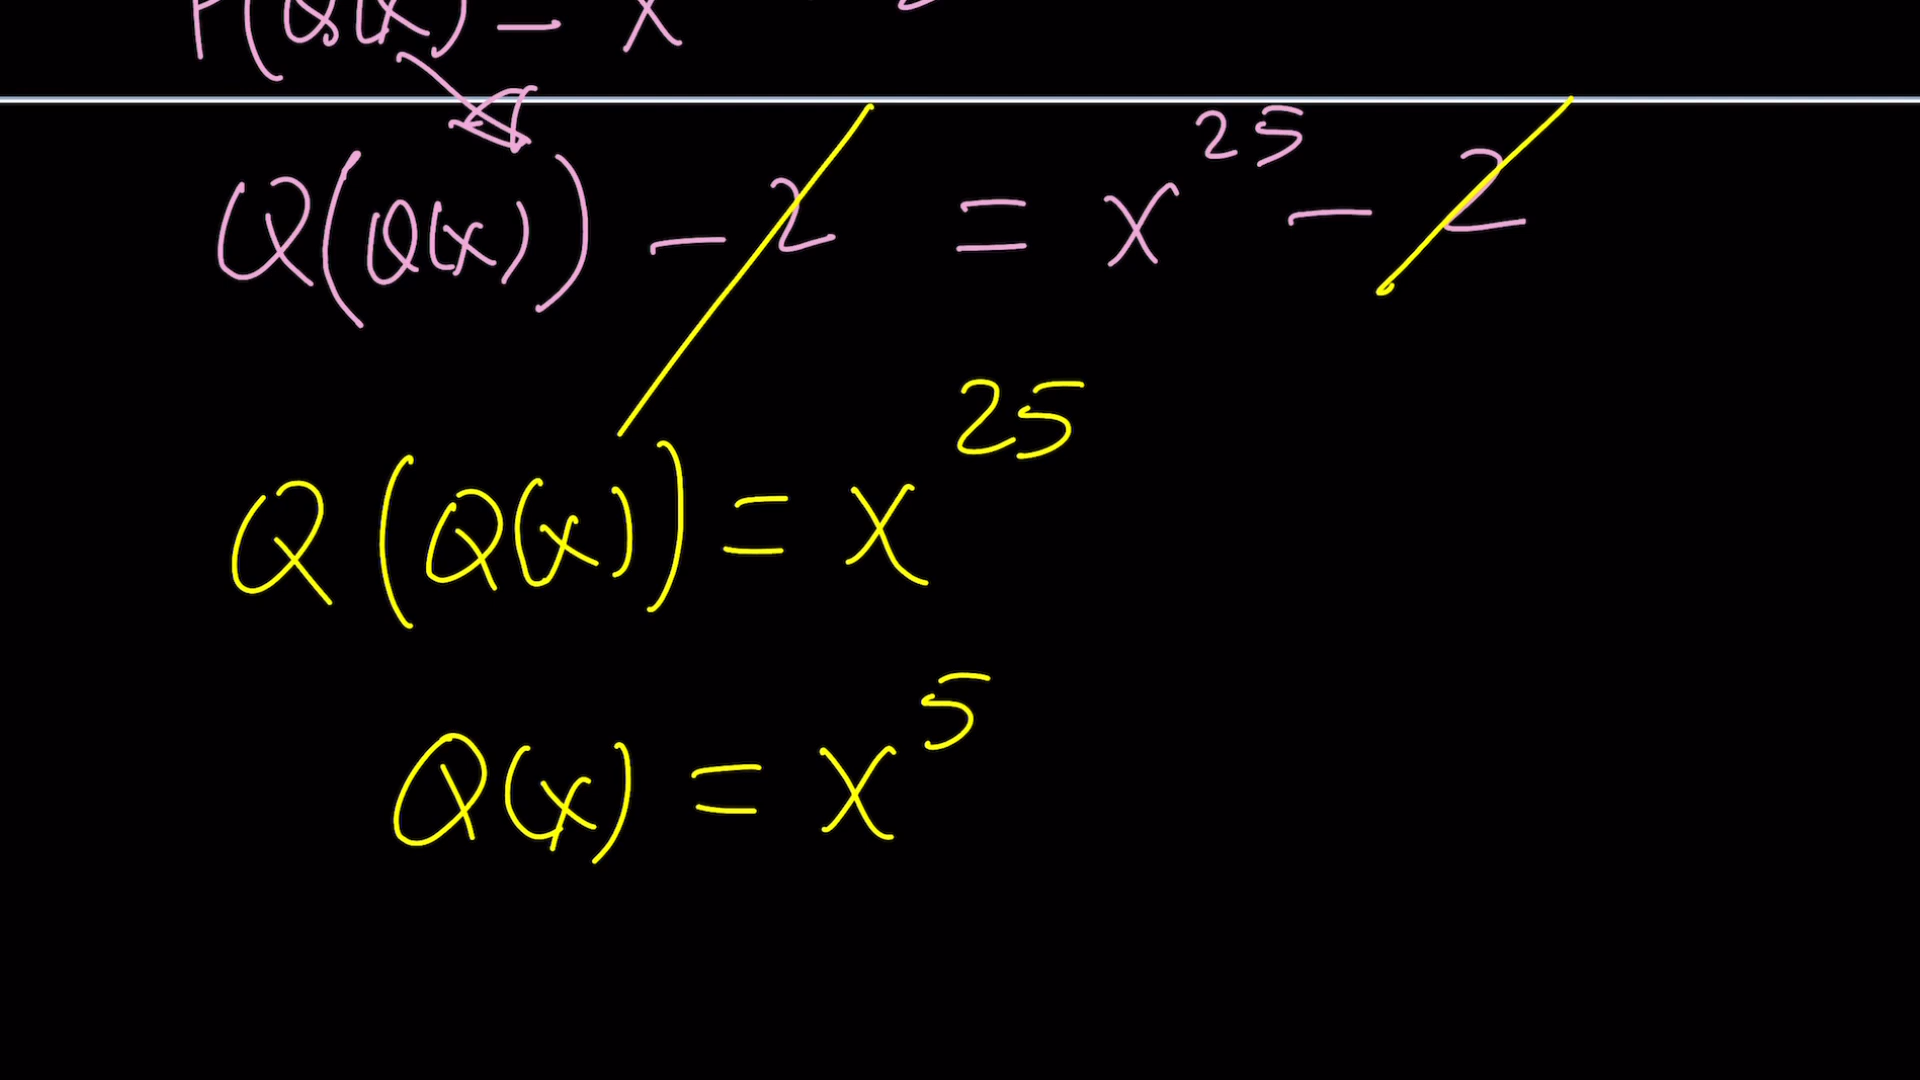 P(Q(x)) - x
Q(Q(x)) - 2 = x^25 - 2
Q(Q(x)) = x^25
Q(x) = x^5